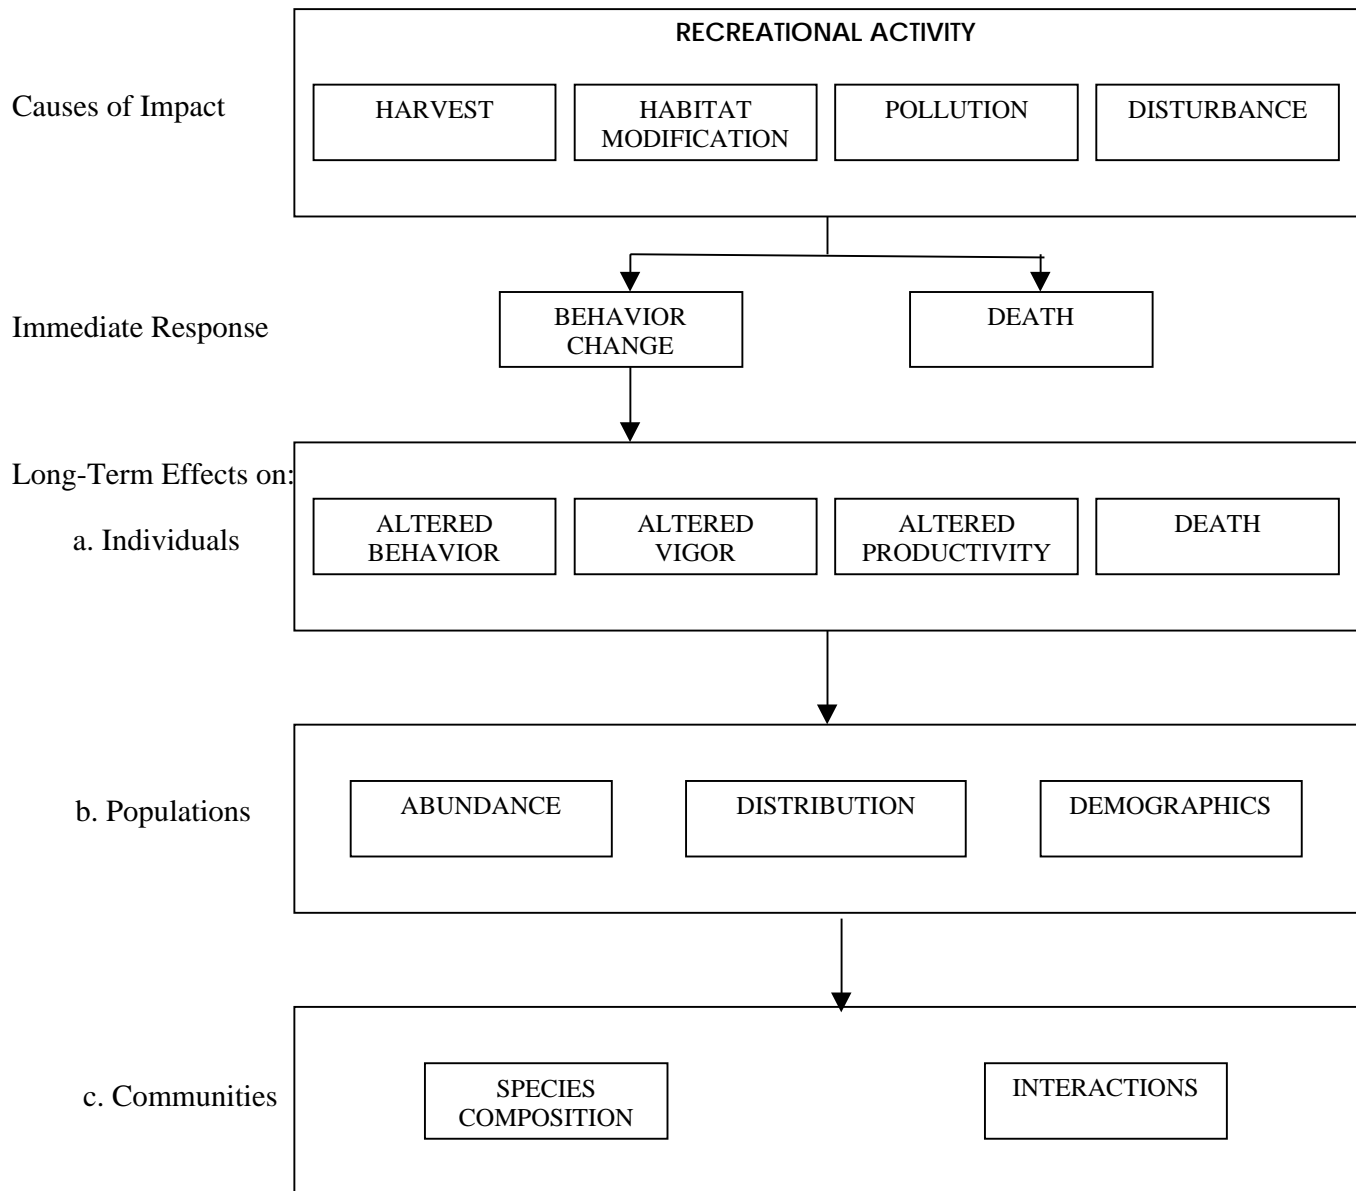 RECREATIONAL ACTIVITY
Causes of Impact
HARVEST
HABITAT
MODIFICATION
POLLUTION
DISTURBANCE
Immediate Response
BEHAVIOR
CHANGE
DEATH
Long-Term Effects on:
a. Individuals
ALTERED
BEHAVIOR
ALTERED
VIGOR
ALTERED
PRODUCTIVITY
DEATH
b. Populations
ABUNDANCE
DISTRIBUTION
DEMOGRAPHICS
c. Communities
SPECIES
COMPOSITION
INTERACTIONS